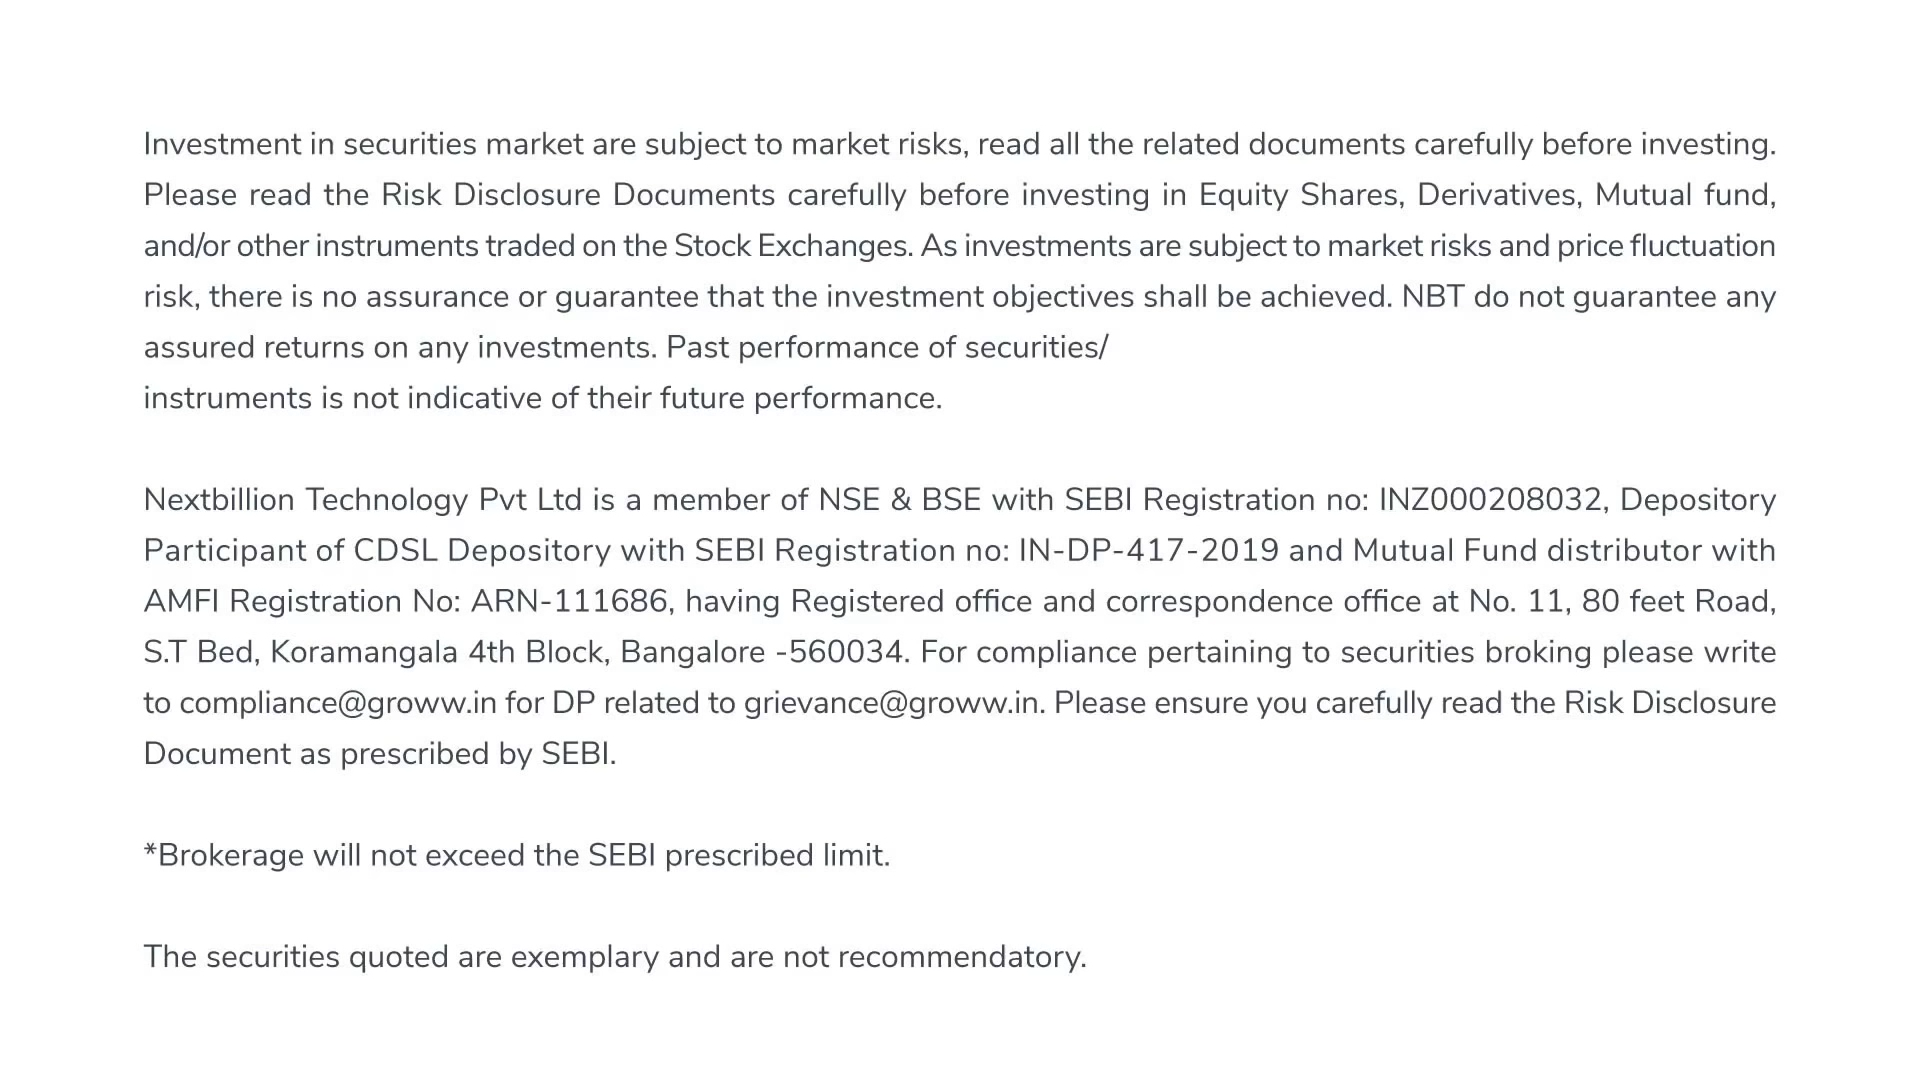 Investment in securities market are subject to market risks, read all the related documents carefully before investing.
Please read the Risk Disclosure Documents carefully before investing in Equity Shares, Derivatives, Mutual fund,
and/or other instruments traded on the Stock Exchanges. As investments are subject to market risks and price fluctuation
risk, there is no assurance or guarantee that the investment objectives shall be achieved. NBT do not guarantee any
assured returns on any investments. Past performance of securities/
instruments is not indicative of their future performance.
Nextbillion Technology Pvt Ltd is a member of NSE & BSE with SEBI Registration no: INZ000208032, Depository
Participant of CDSL Depository with SEBI Registration no: IN-DP-417-2019 and Mutual Fund distributor with
AMFI Registration No: ARN-111686, having Registered office and correspondence office at No. 11, 80 feet Road,
S.T Bed, Koramangala 4th Block, Bangalore -560034. For compliance pertaining to securities broking please write
to compliance@groww.in for DP related to grievance@groww.in. Please ensure you carefully read the Risk Disclosure
Document as prescribed by SEBI.
*Brokerage will not exceed the SEBI prescribed limit.
The securities quoted are exemplary and are not recommendatory.